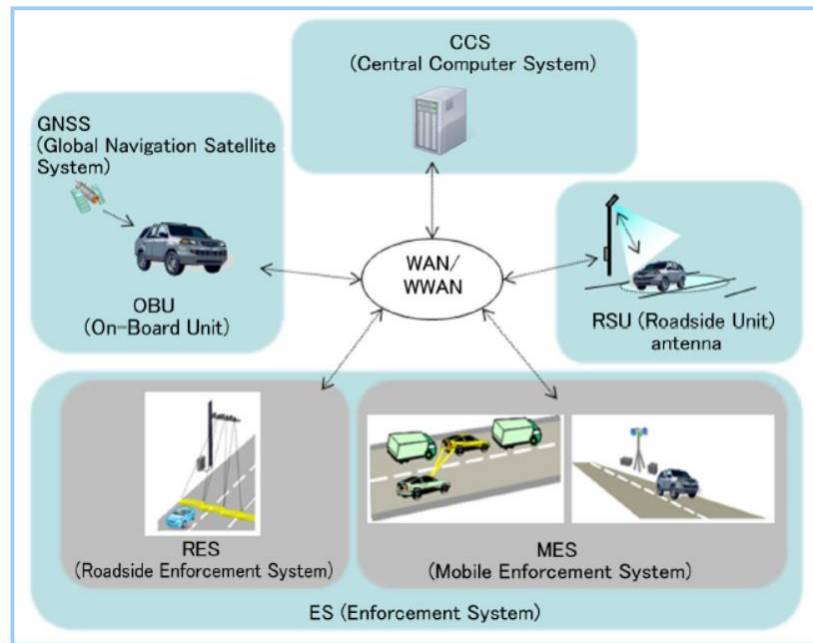 CCS
(Central Computer System)
GNSS
(Global Navigation Satellite
System)
OBU
(On-Board Unit)
WAN/
WWAN
RSU (Roadside Unit)
antenna
RES
(Roadside Enforcement System)
MES
(Mobile Enforcement System)
ES (Enforcement System)